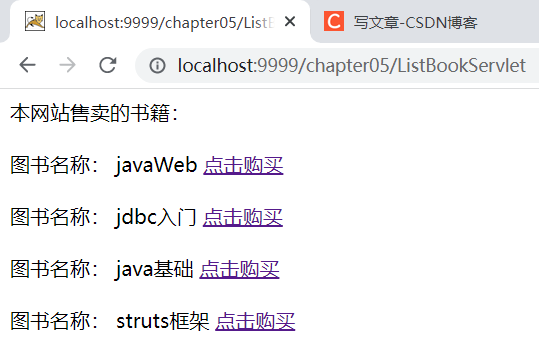 localhost:9999/chapter05/ListB
写文章-CSDN博客
localhost:9999/chapter05/ListBookServlet
本网站售卖的书籍：
图书名称： javaWeb 点击购买
图书名称： jdbc入门 点击购买
图书名称： java基础 点击购买
图书名称： struts框架 点击购买